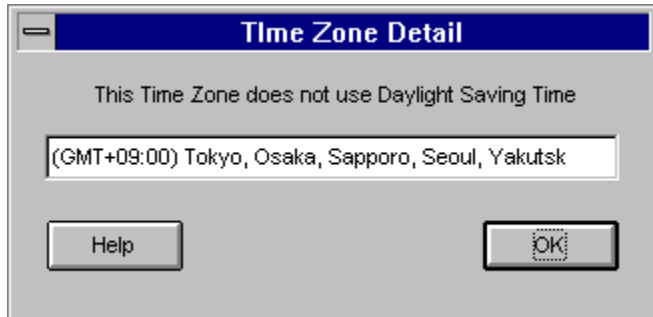 TIme Zone Detail
This Time Zone does not use Daylight Saving Time
(GMT+09:00) Tokyo, Osaka, Sapporo, Seoul, Yakutsk
Help OK